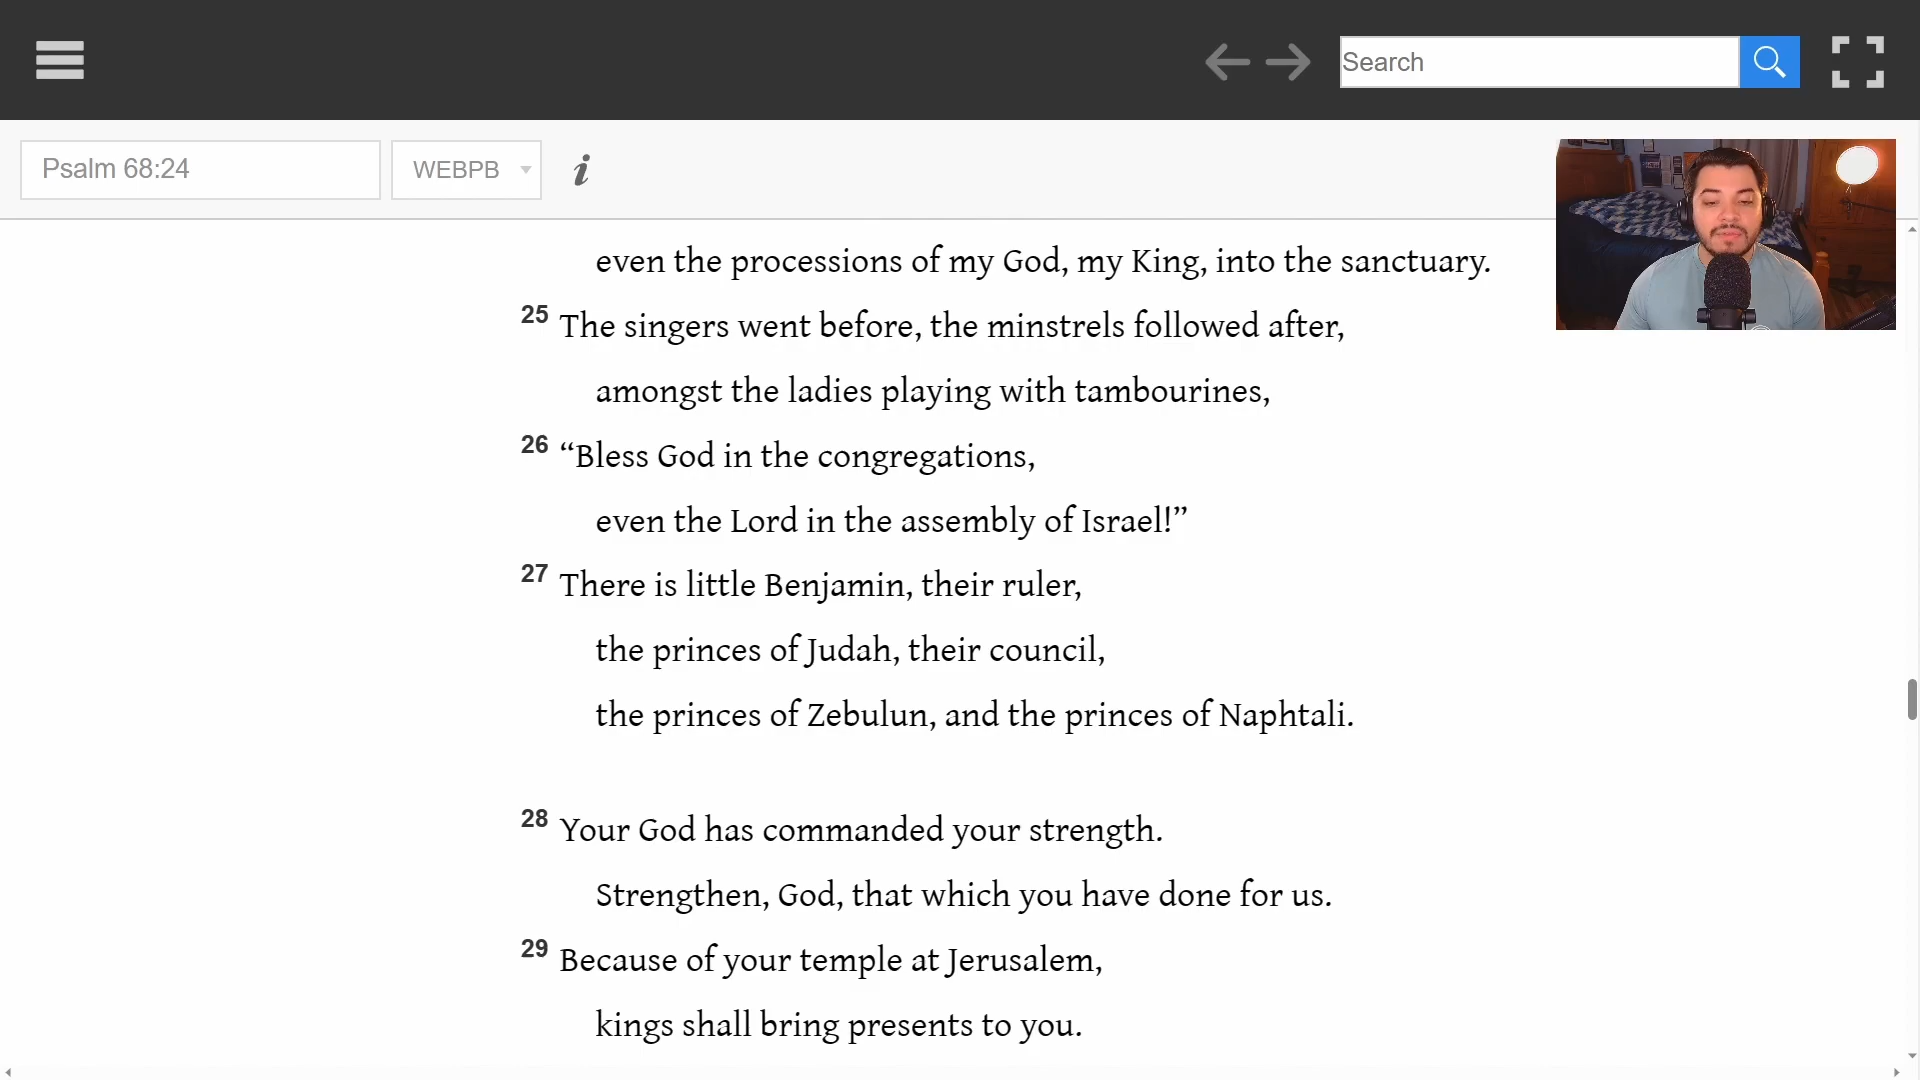 Search
Psalm 68:24
WEBPB
i
even the processions of my God, my King, into the sanctuary.
25 The singers went before, the minstrels followed after,
amongst the ladies playing with tambourines,
26 “Bless God in the congregations,
even the Lord in the assembly of Israel!”
27 There is little Benjamin, their ruler,
the princes of Judah, their council,
the princes of Zebulun, and the princes of Naphtali.
28 Your God has commanded your strength.
Strengthen, God, that which you have done for us.
29 Because of your temple at Jerusalem,
kings shall bring presents to you.